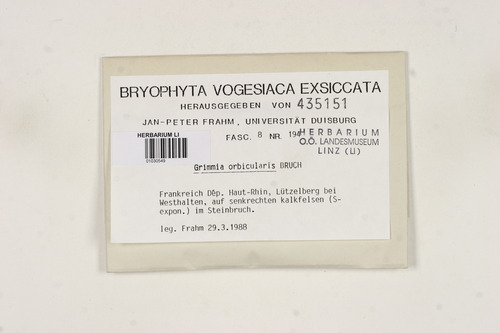 BRYOPHYTA VOGESIACA EXSICCATA
HERAUSGEGEBEN VON 435151
JAN-PETER FRAHM, UNIVERSITÄT DUISBURG
HERBARIUM LI
FASC. 8 NR. 194
HERBARIUM
O.Ö. LANDESMUSEUM
LINZ (LI)
01030549
Grimmia orbicularis BRUCH
Frankreich Dép. Haut-Rhin, Lützelberg bei
Westhalten, auf senkrechten kalkfelsen (S-
expon.) im Steinbruch.
leg. Frahm 29.3.1988